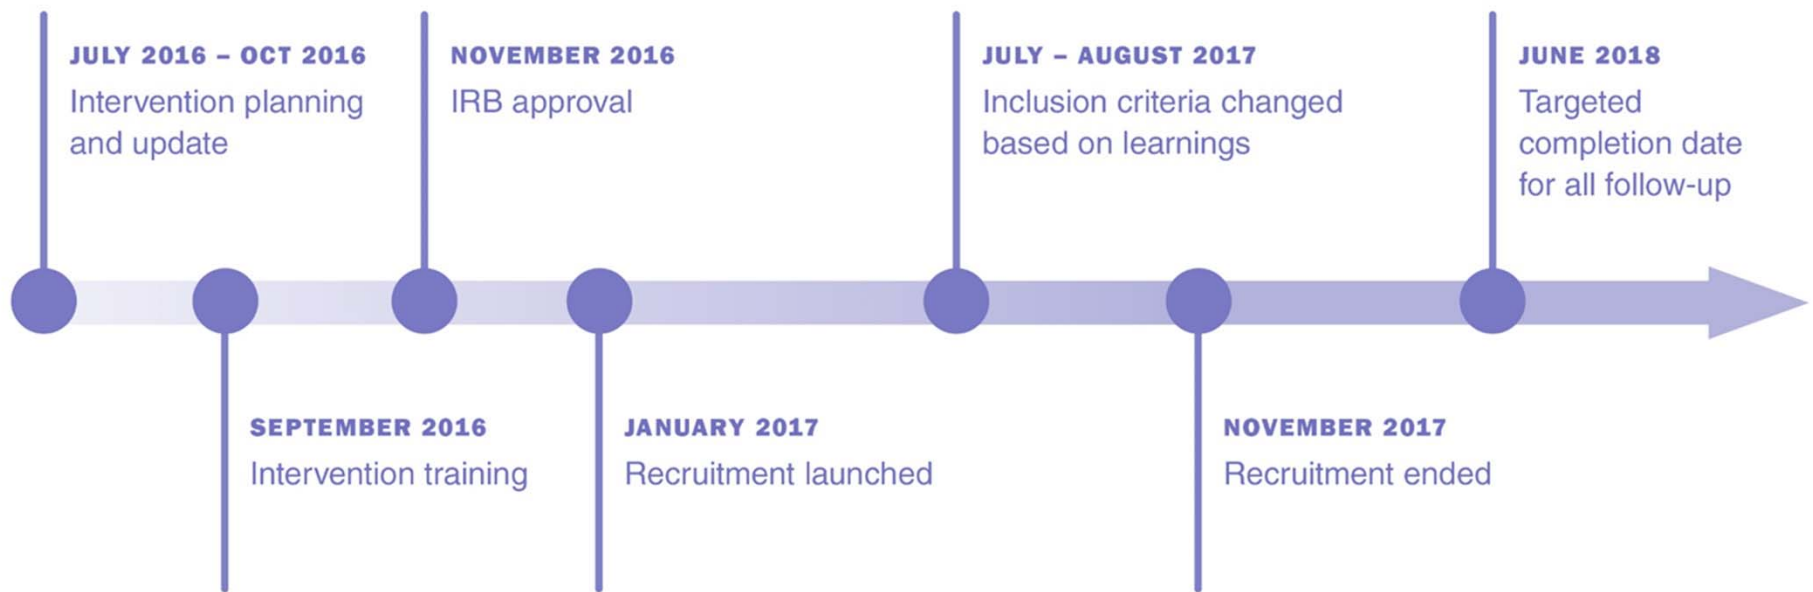 JULY 2016 – OCT 2016
Intervention planning
and update
NOVEMBER 2016
IRB approval
JULY – AUGUST 2017
Inclusion criteria changed
based on learnings
JUNE 2018
Targeted
completion date
for all follow-up
SEPTEMBER 2016
Intervention training
JANUARY 2017
Recruitment launched
NOVEMBER 2017
Recruitment ended